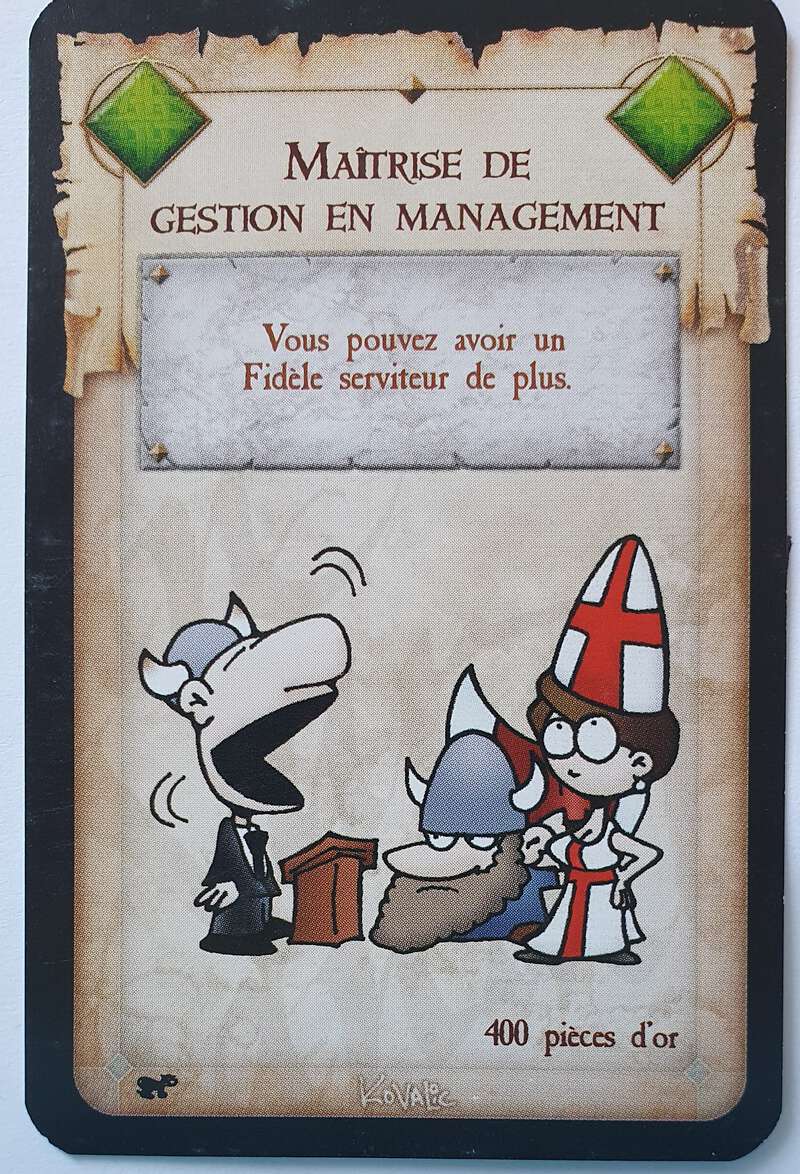 Maîtrise de
gestion en management
Vous pouvez avoir un
Fidèle serviteur de plus.
400 pièces d'or
Kovalic